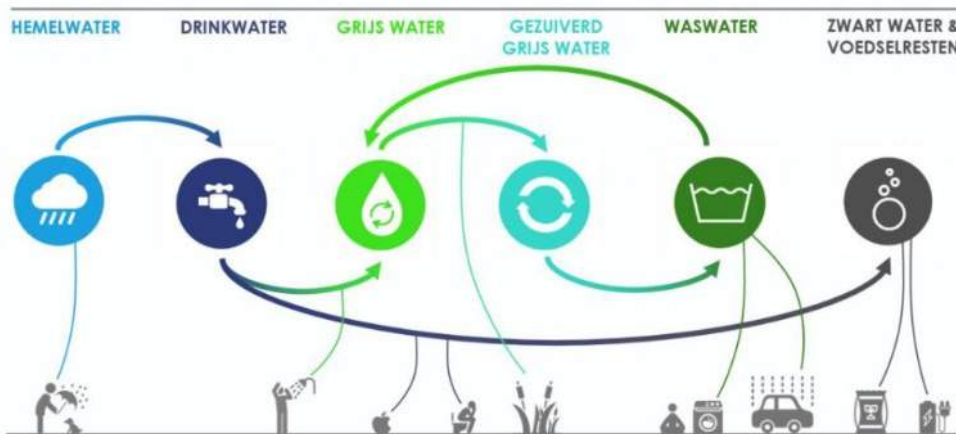 HEMELWATER
DRINKWATER
GRIJS WATER
GEZUIVERD
GRIJS WATER
WASWATER
ZWART WATER &
VOEDSELRESTEN